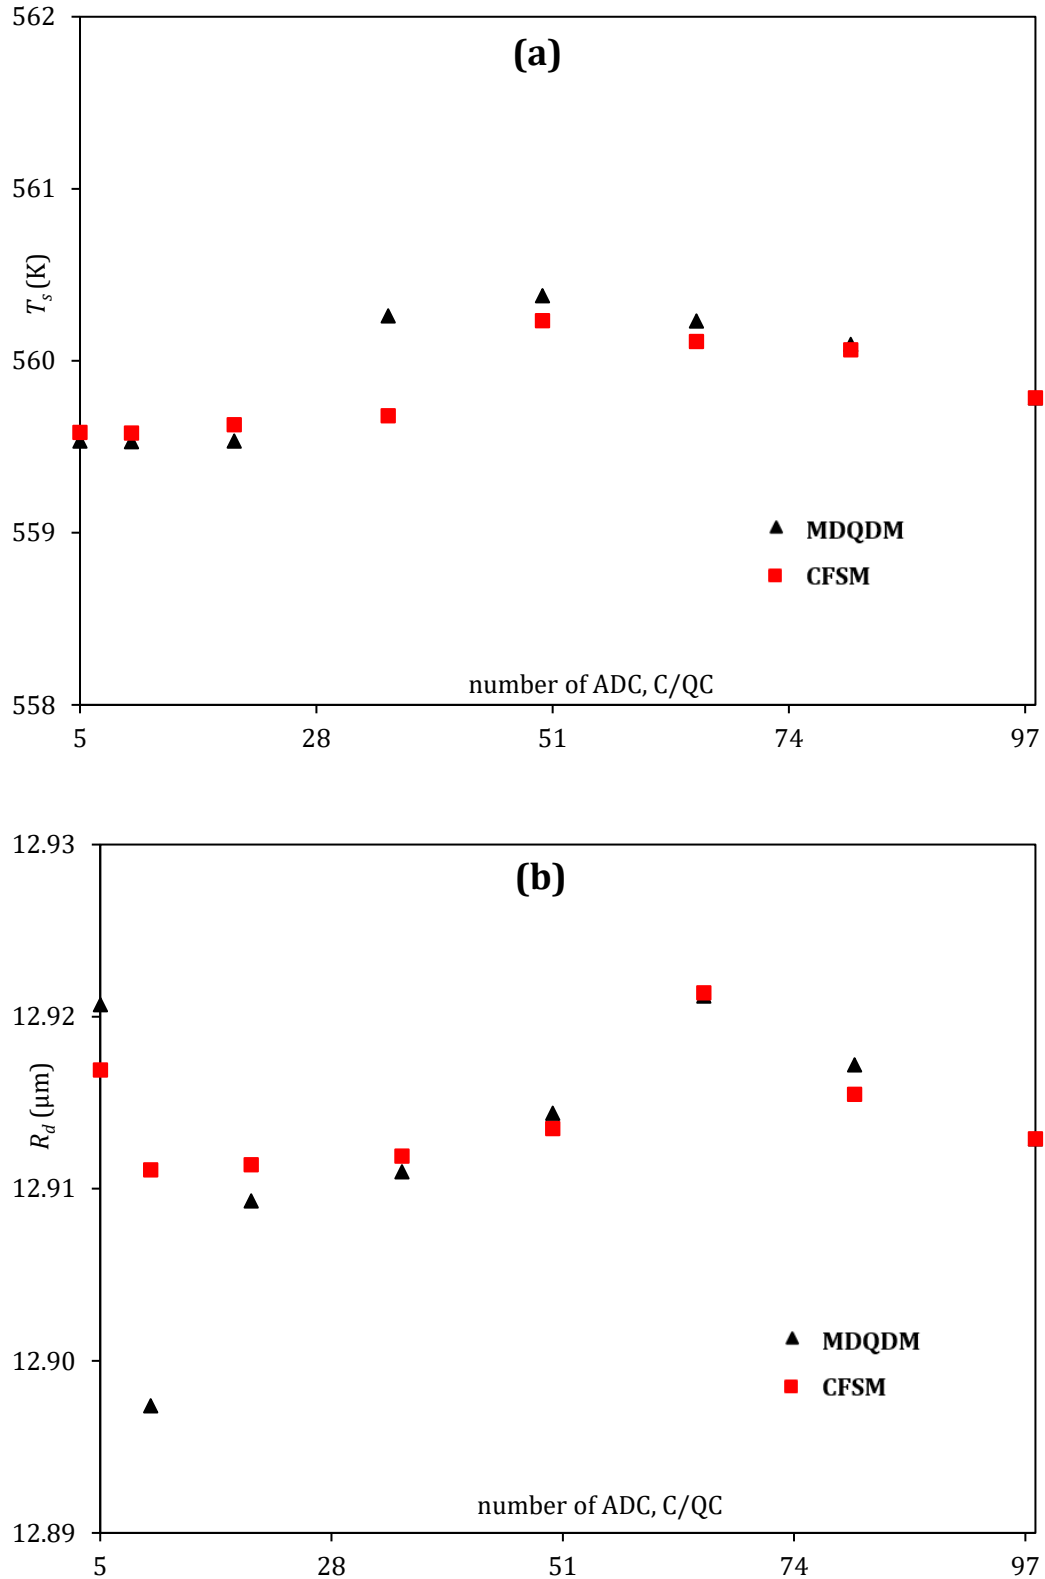 562
(a)
561
T_s (K)
560
559
MDQDM
CFSM
number of ADC, C/QC
558
5 28 51 74 97
12.93
(b)
12.92
R_d (μm)
12.91
12.90
MDQDM
CFSM
number of ADC, C/QC
12.89
5 28 51 74 97